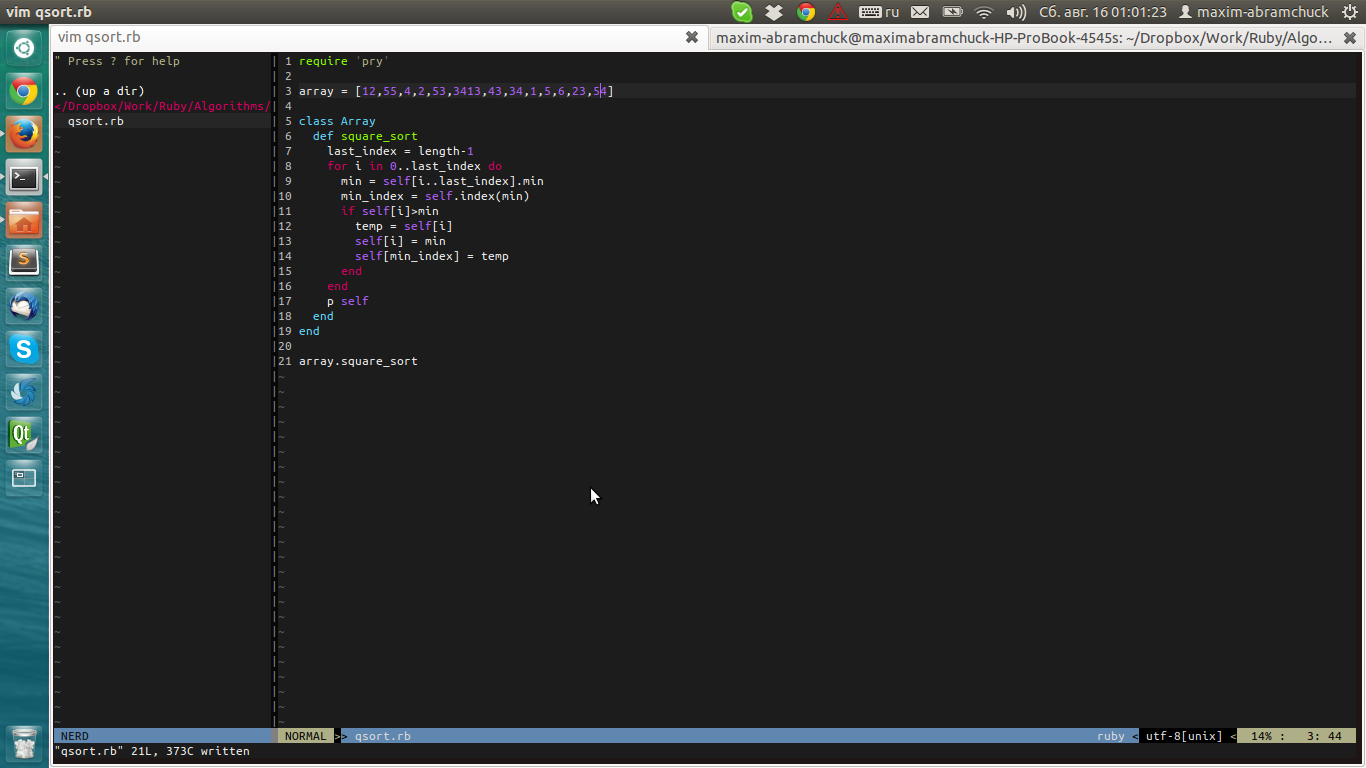 vim qsort.rb
ru
Сб. авг. 16 01:01:23
maxim-abramchuck
vim qsort.rb
maxim-abramchuck@maximabramchuck-HP-ProBook-4545s: ~/Dropbox/Work/Ruby/Algo...
" Press ? for help
.. (up a dir)
</Dropbox/Work/Ruby/Algorithms/
qsort.rb
1 require 'pry'
2
3 array = [12,55,4,2,53,3413,43,34,1,5,6,23,54]
4
5 class Array
6   def square_sort
7     last_index = length-1
8     for i in 0..last_index do
9       min = self[i..last_index].min
10       min_index = self.index(min)
11       if self[i]>min
12         temp = self[i]
13         self[i] = min
14         self[min_index] = temp
15       end
16     end
17     p self
18   end
19 end
20
21 array.square_sort
NERD
NORMAL >> qsort.rb
ruby < utf-8[unix] < 14% : 3: 44
"qsort.rb" 21L, 373C written